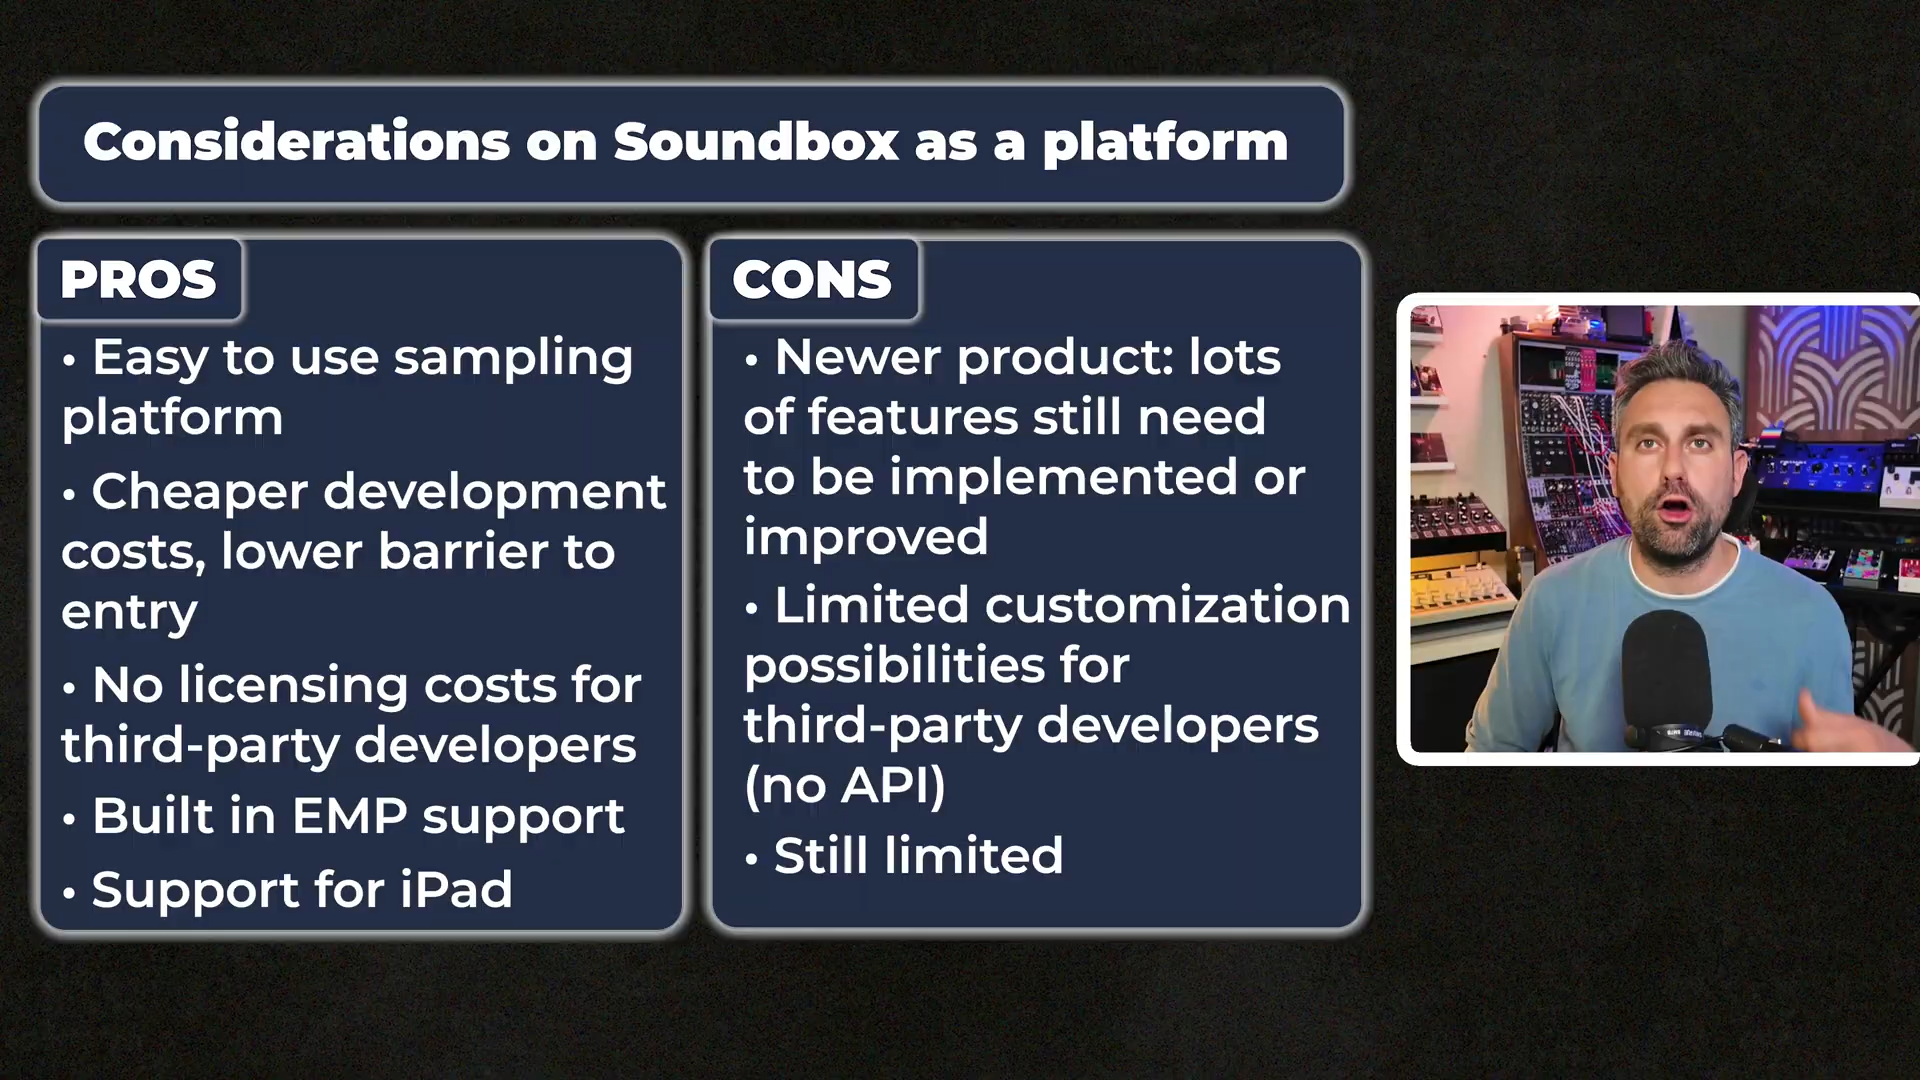 Considerations on Soundbox as a platform
PROS
• Easy to use sampling
platform
• Cheaper development
costs, lower barrier to
entry
• No licensing costs for
third-party developers
• Built in EMP support
• Support for iPad
CONS
• Newer product: lots
of features still need
to be implemented or
improved
• Limited customization
possibilities for
third-party developers
(no API)
• Still limited